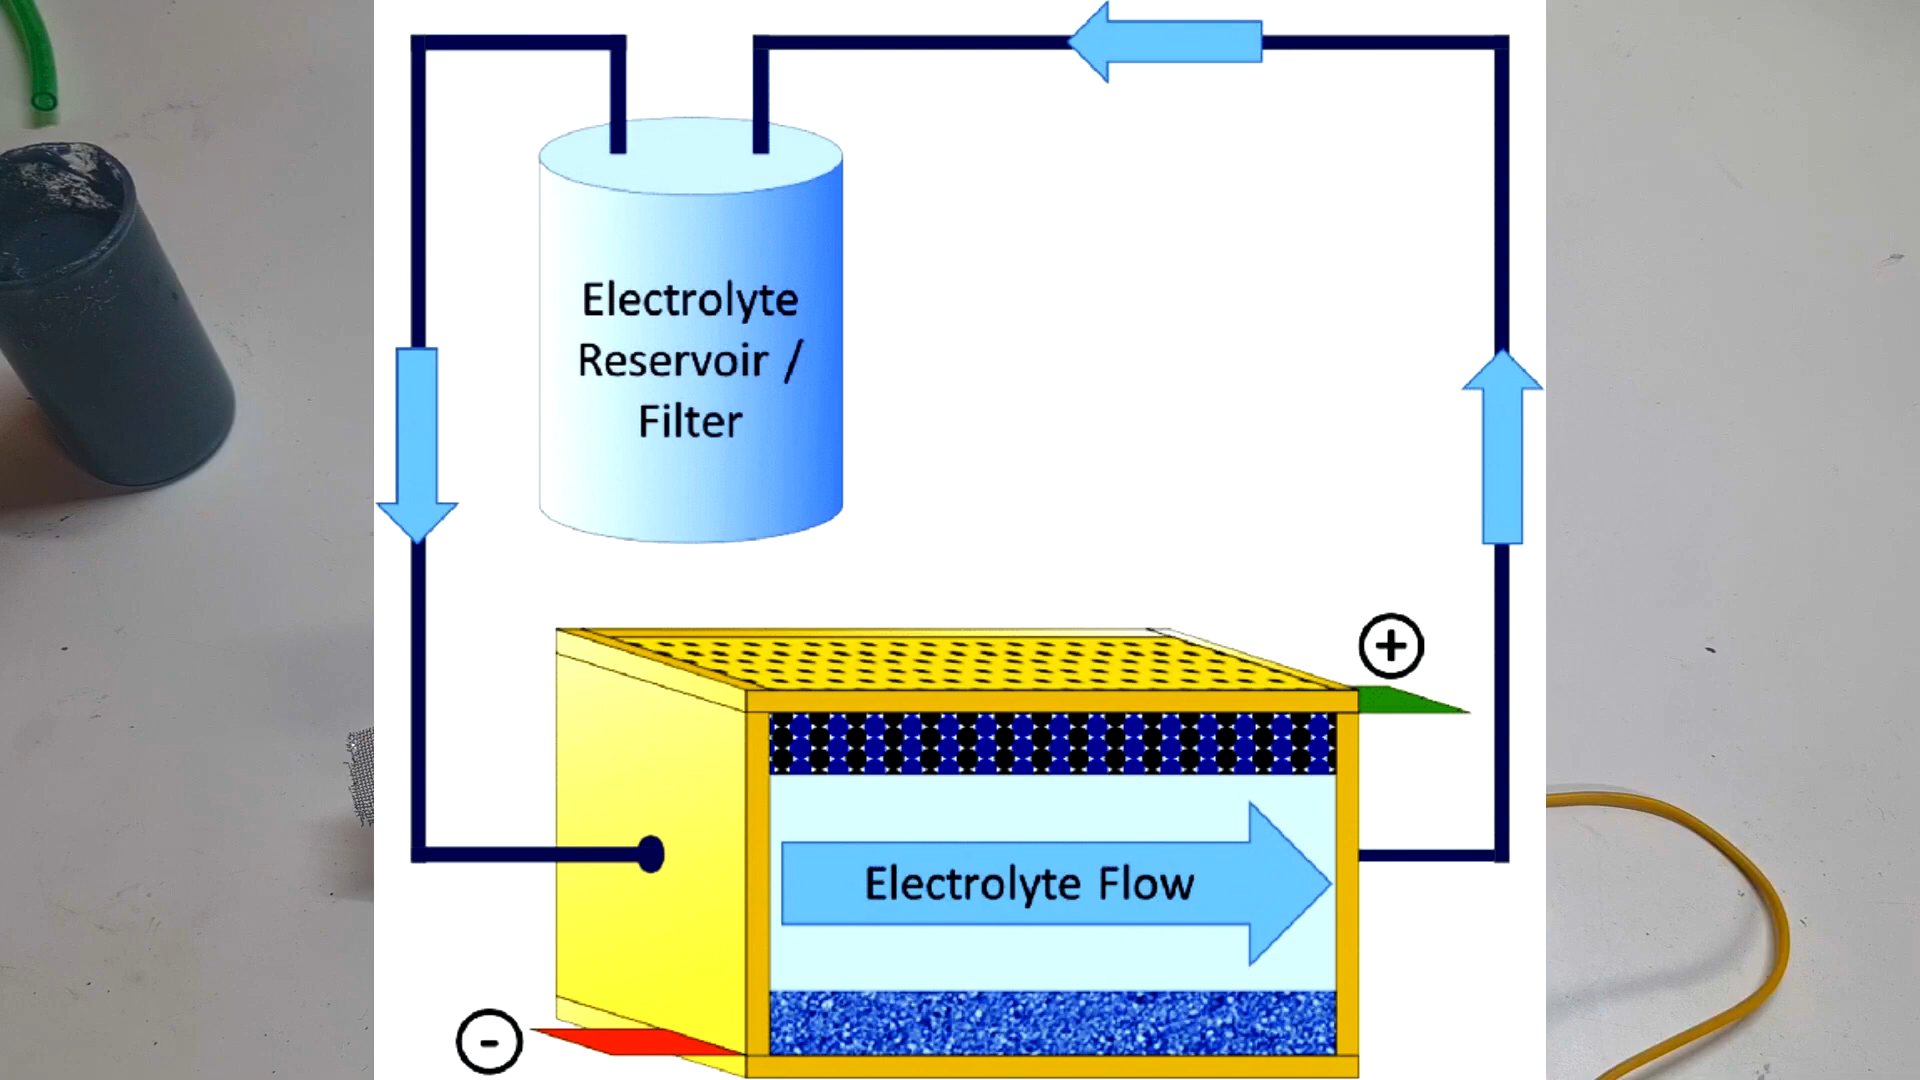 Electrolyte
Reservoir /
Filter
+
Electrolyte Flow
-